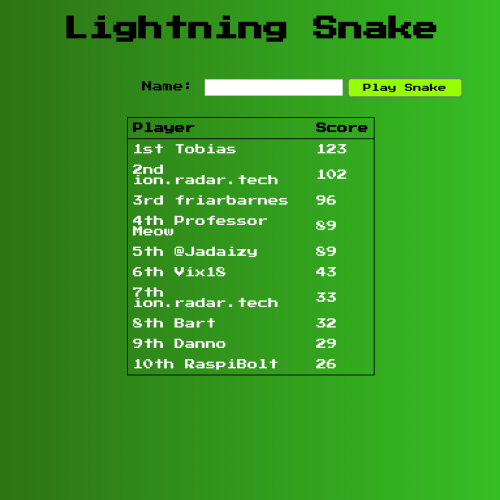 Lightning Snake
Name:
Play Snake
Player Score
1st Tobias 123
2nd
ion.radar.tech 102
3rd friarbarnes 96
4th Professor
Meow 89
5th @Jadaizy 89
6th Vix18 43
7th
ion.radar.tech 33
8th Bart 32
9th Danno 29
10th RaspiBolt 26